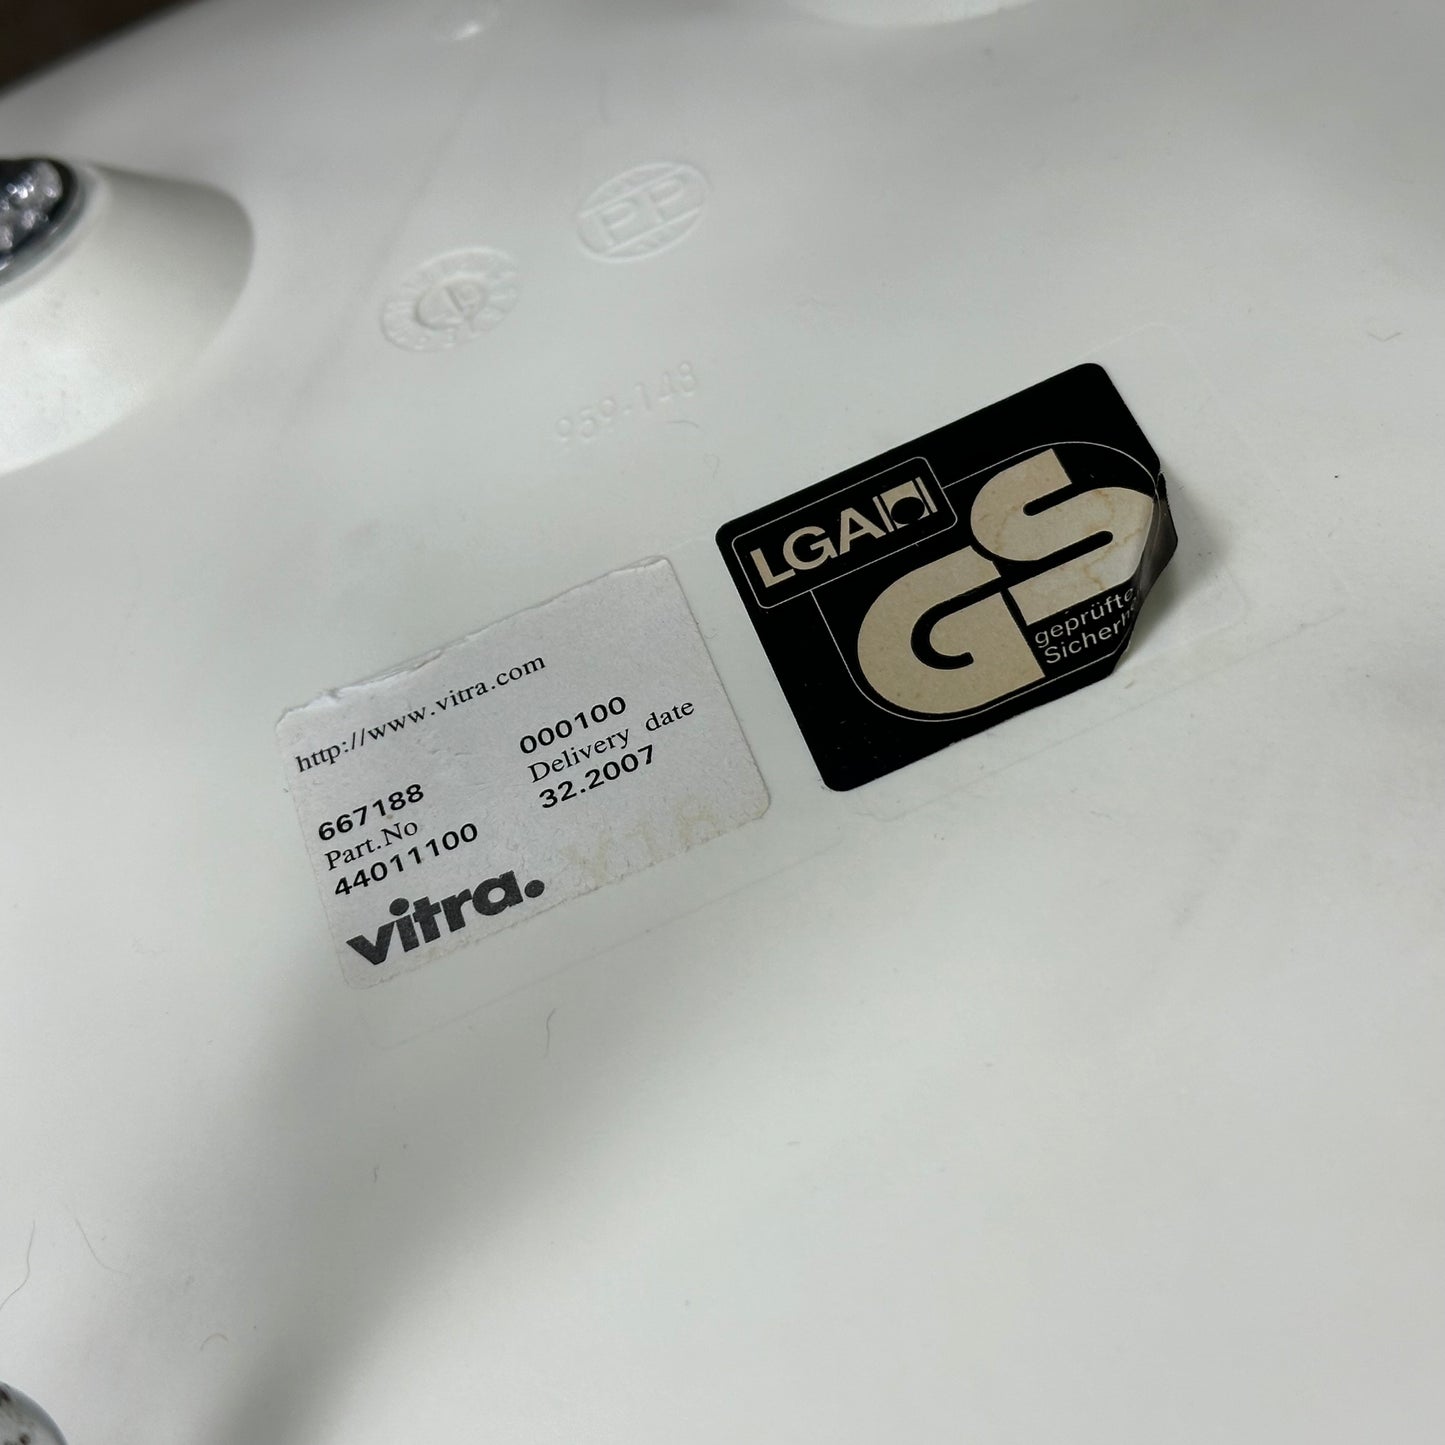 PP
959-148
LGA
GS
geprüfte
Sicherh
http://www.vitra.com
667188 000100
Part.No Delivery date
44011100 32.2007
vitra.